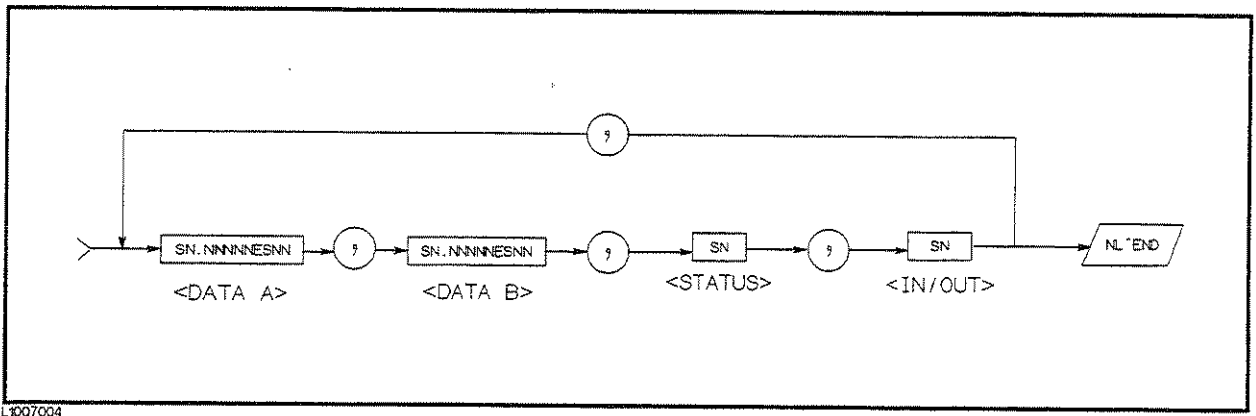 ,
SN.NNNNNESNN , SN.NNNNNESNN , SN , SN NL^END
<DATA A> <DATA B> <STATUS> <IN/OUT>
L1007004